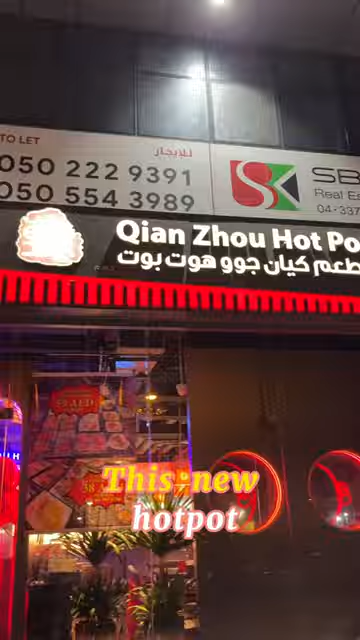 TO LET
للإيجار
050 222 9391
050 554 3989
SB
Real Es
04-337
Qian Zhou Hot Po
طعم كيان جوو هوت بوت
This new
hotpot